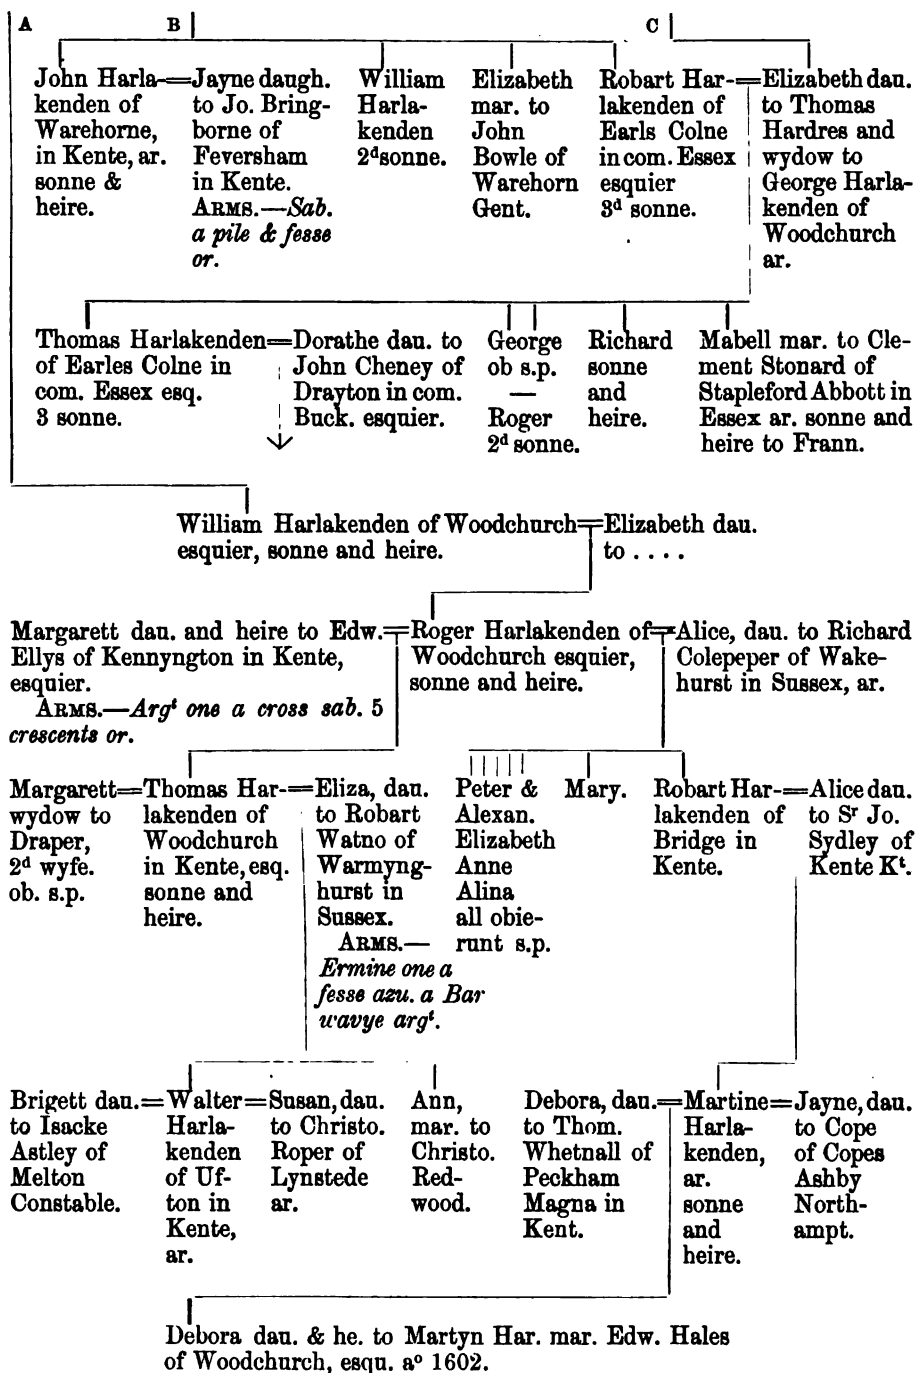 A
B
C
John Harla-
kenden of
Warehorne,
in Kente, ar.
sonne &
heire.
Jayne daugh.
to Jo. Bring-
borne of
Feversham
in Kente.
ARMS.—Sab.
a pile & fesse
or.
William
Harla-
kenden
2d sonne.
Elizabeth
mar. to
John
Bowle of
Warehorn
Gent.
Robart Har-
lakenden of
Earls Colne
in com. Essex
esquier
3d sonne.
Elizabeth dau.
to Thomas
Hardres and
wydow to
George Harla-
kenden of
Woodchurch
ar.
Thomas Harlakenden
of Earles Colne in
com. Essex esq.
3 sonne.
Dorathe dau. to
John Cheney of
Drayton in com.
Buck. esquier.
George
ob s.p.
—
Roger
2d sonne.
Richard
sonne
and
heire.
Mabell mar. to Cle-
ment Stonard of
Stapleford Abbott in
Essex ar. sonne and
heire to Frann.
William Harlakenden of Woodchurch=Elizabeth dau.
esquier, sonne and heire. to . . . .
Margarett dau. and heire to Edw.
Ellys of Kennyngton in Kente,
esquier.
ARMS.—Argt one a cross sab. 5
crescents or.
Roger Harlakenden of
Woodchurch esquier,
sonne and heire.
Alice, dau. to Richard
Colepeper of Wake-
hurst in Sussex, ar.
Margarett
wydow to
Draper,
2d wyfe.
ob. s.p.
Thomas Har-
lakenden of
Woodchurch
in Kente, esq.
sonne and
heire.
Eliza, dau.
to Robart
Watno of
Warmyng-
hurst in
Sussex.
ARMS.—
Ermine one a
fesse azu. a Bar
wavye argt.
Peter &
Alexan.
Elizabeth
Anne
Alina
all obie-
runt s.p.
Mary.
Robart Har-
lakenden of
Bridge in
Kente.
Alice dau.
to Sr Jo.
Sydley of
Kente Kt.
Brigett dau.
to Isacke
Astley of
Melton
Constable.
Walter
Harla-
kenden
of Uf-
ton in
Kente,
ar.
Susan, dau.
to Christo.
Roper of
Lynstede
ar.
Ann,
mar. to
Christo.
Red-
wood.
Debora, dau.
to Thom.
Whetnall of
Peckham
Magna in
Kent.
Martine
Harla-
kenden,
ar.
sonne
and
heire.
Jayne, dau.
to Cope
of Copes
Ashby
North-
ampt.
Debora dau. & he. to Martyn Har. mar. Edw. Hales
of Woodchurch, esqu. ao 1602.